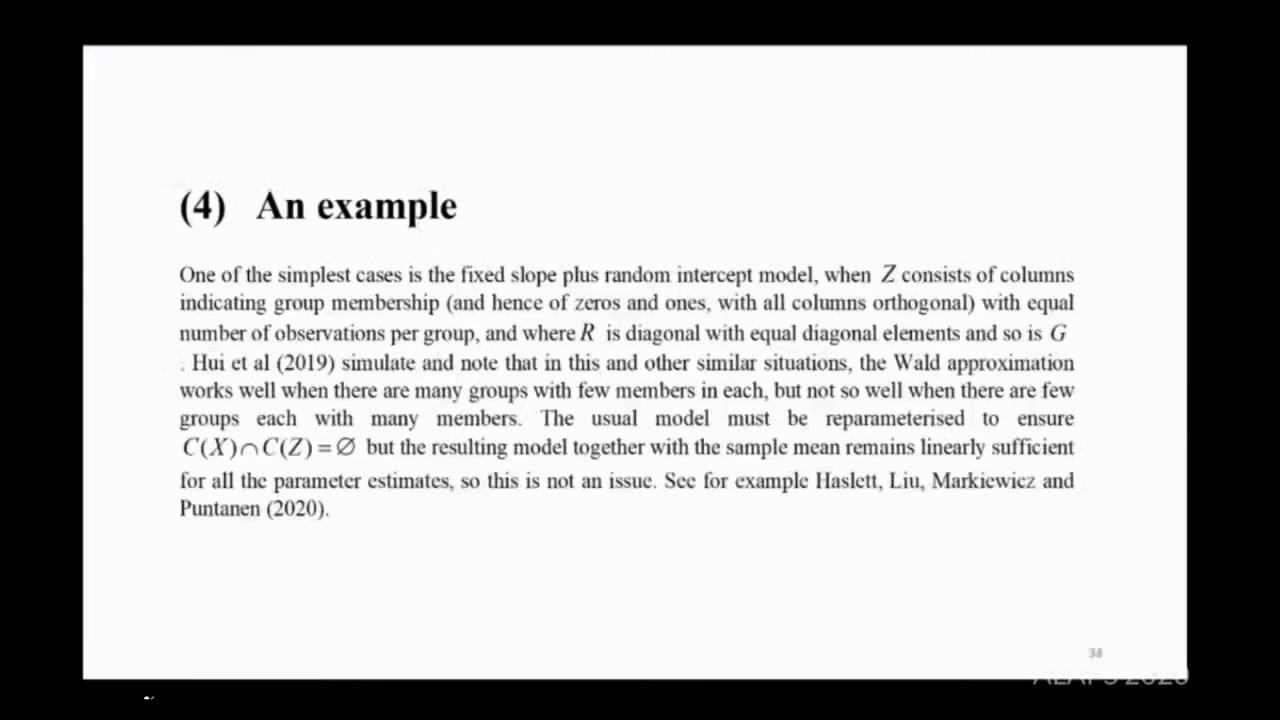 (4) An example
One of the simplest cases is the fixed slope plus random intercept model, when Z consists of columns
indicating group membership (and hence of zeros and ones, with all columns orthogonal) with equal
number of observations per group, and where R is diagonal with equal diagonal elements and so is G
. Hui et al (2019) simulate and note that in this and other similar situations, the Wald approximation
works well when there are many groups with few members in each, but not so well when there are few
groups each with many members. The usual model must be reparameterised to ensure
C(X)∩C(Z)=∅ but the resulting model together with the sample mean remains linearly sufficient
for all the parameter estimates, so this is not an issue. See for example Haslett, Liu, Markiewicz and
Puntanen (2020).
38